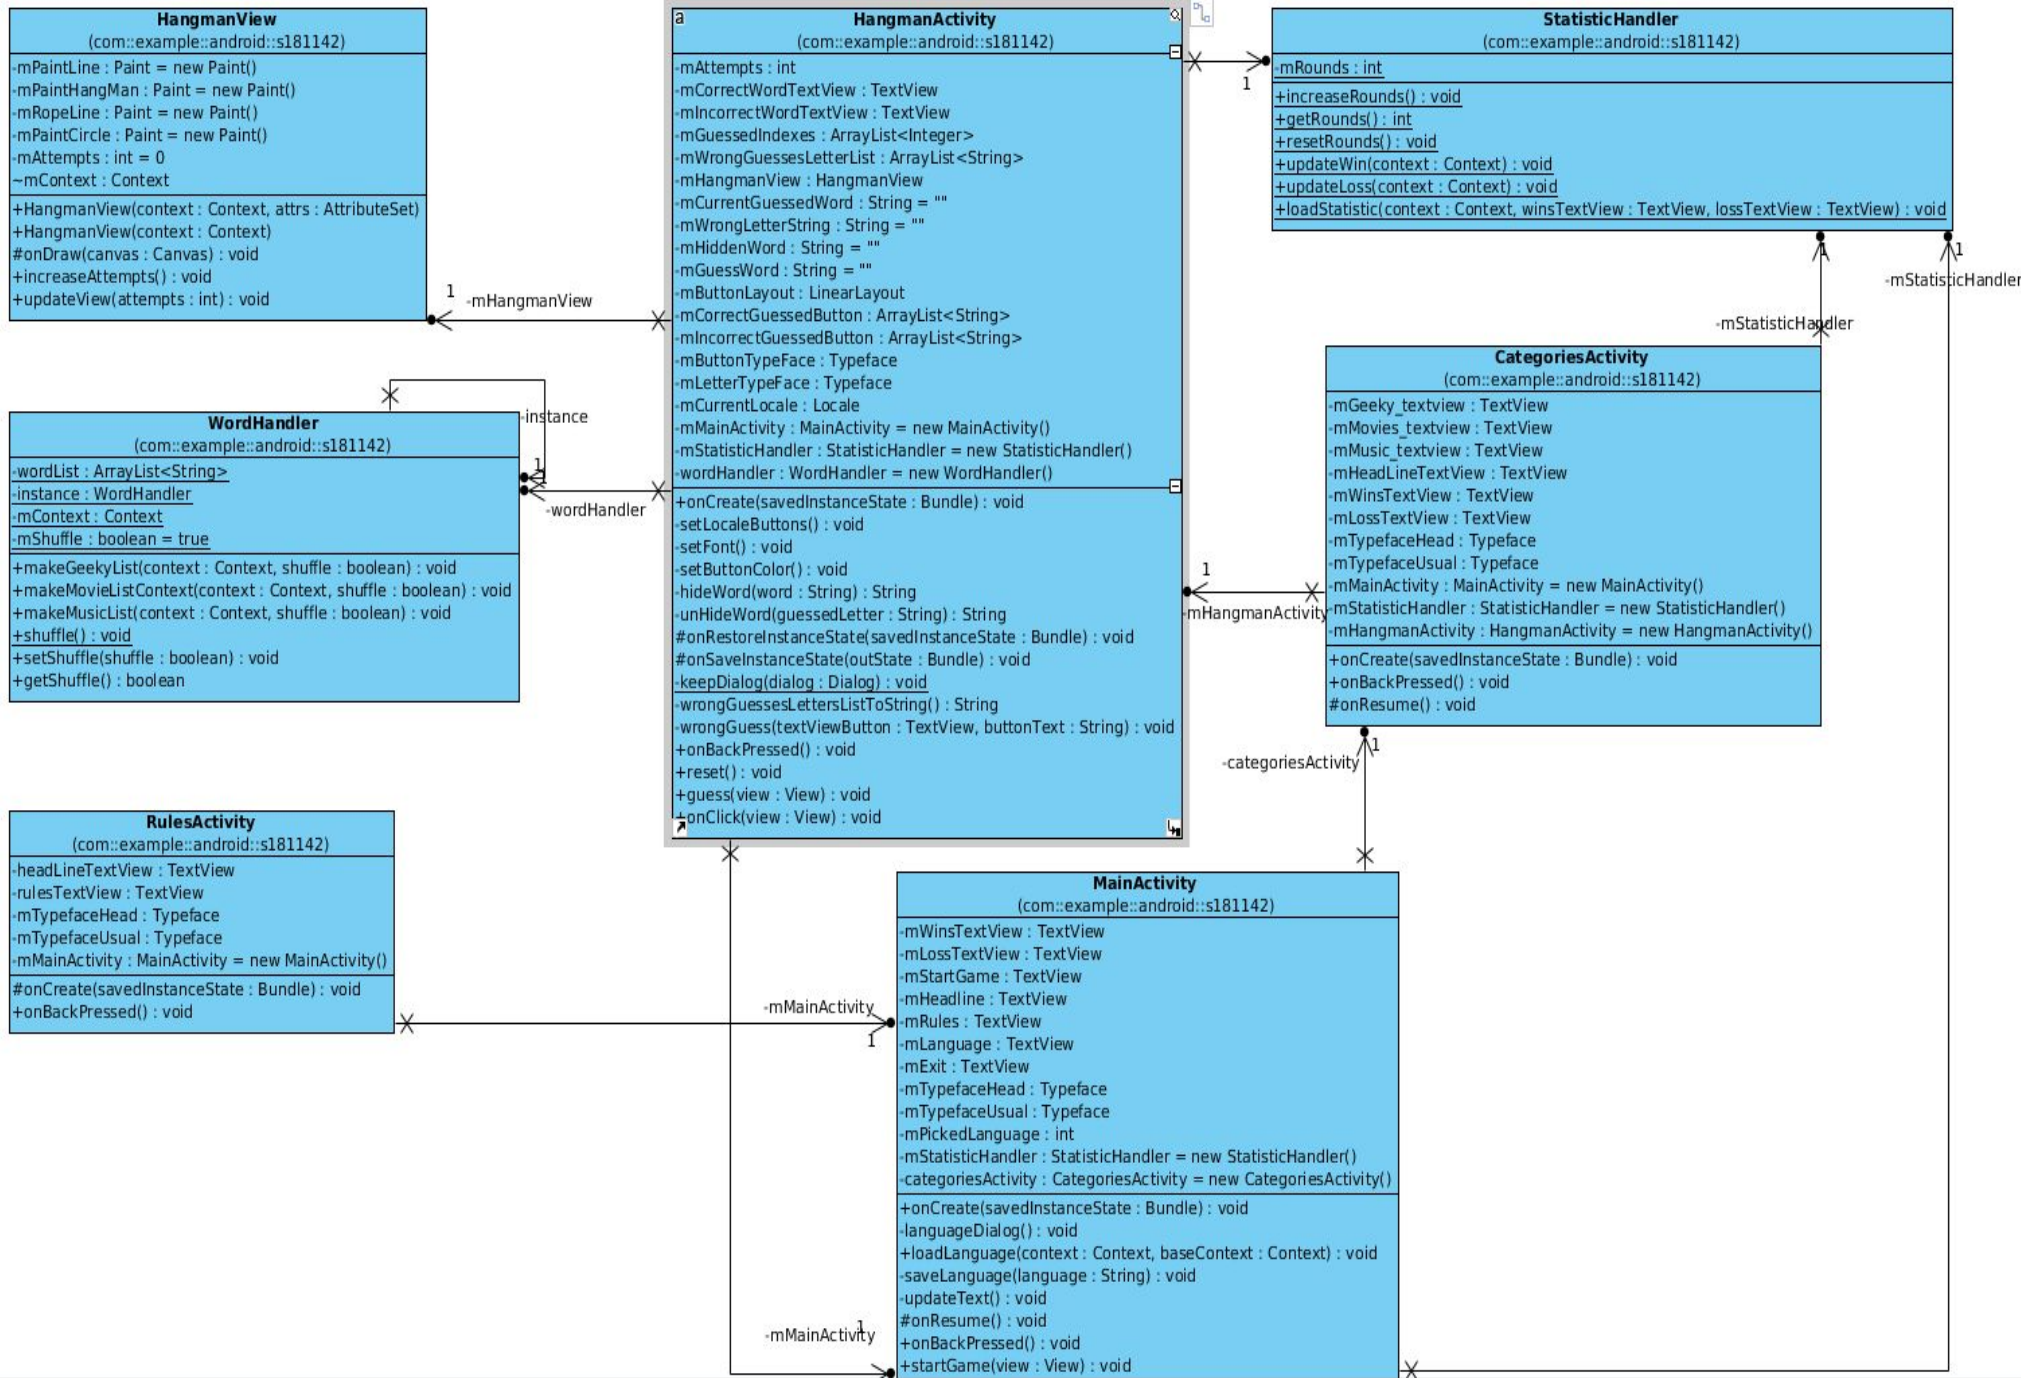 HangmanView
(com::example::android::s181142)
-mPaintLine : Paint = new Paint()
-mPaintHangMan : Paint = new Paint()
-mRopeLine : Paint = new Paint()
-mPaintCircle : Paint = new Paint()
-mAttempts : int = 0
~mContext : Context
+HangmanView(context : Context, attrs : AttributeSet)
+HangmanView(context : Context)
#onDraw(canvas : Canvas) : void
+increaseAttempts() : void
+updateView(attempts : int) : void
1
-mHangmanView
a
HangmanActivity
(com::example::android::s181142)
-mAttempts : int
-mCorrectWordTextView : TextView
-mIncorrectWordTextView : TextView
-mGuessedIndexes : ArrayList<Integer>
-mWrongGuessesLetterList : ArrayList<String>
-mHangmanView : HangmanView
-mCurrentGuessedWord : String = ""
-mWrongLetterString : String = ""
-mHiddenWord : String = ""
-mGuessWord : String = ""
-mButtonLayout : LinearLayout
-mCorrectGuessedButton : ArrayList<String>
-mIncorrectGuessedButton : ArrayList<String>
-mButtonTypeFace : Typeface
-mLetterTypeFace : Typeface
-mCurrentLocale : Locale
-mMainActivity : MainActivity = new MainActivity()
-mStatisticHandler : StatisticHandler = new StatisticHandler()
-wordHandler : WordHandler = new WordHandler()
+onCreate(savedInstanceState : Bundle) : void
-setLocaleButtons() : void
-setFont() : void
-setButtonColor() : void
-hideWord(word : String) : String
-unHideWord(guessedLetter : String) : String
#onRestoreInstanceState(savedInstanceState : Bundle) : void
#onSaveInstanceState(outState : Bundle) : void
-keepDialog(dialog : Dialog) : void
-wrongGuessesLettersListToString() : String
-wrongGuess(textViewButton : TextView, buttonText : String) : void
+onBackPressed() : void
+reset() : void
+guess(view : View) : void
+onClick(view : View) : void
1
StatisticHandler
(com::example::android::s181142)
-mRounds : int
+increaseRounds() : void
+getRounds() : int
+resetRounds() : void
+updateWin(context : Context) : void
+updateLoss(context : Context) : void
+loadStatistic(context : Context, winsTextView : TextView, lossTextView : TextView) : void
1
1
-mStatisticHandler
-mStatisticHandler
WordHandler
(com::example::android::s181142)
-wordList : ArrayList<String>
-instance : WordHandler
-mContext : Context
-mShuffle : boolean = true
+makeGeekyList(context : Context, shuffle : boolean) : void
+makeMovieListContext(context : Context, shuffle : boolean) : void
+makeMusicList(context : Context, shuffle : boolean) : void
+shuffle() : void
+setShuffle(shuffle : boolean) : void
+getShuffle() : boolean
-instance
1
1
-wordHandler
CategoriesActivity
(com::example::android::s181142)
-mGeeky_textview : TextView
-mMovies_textview : TextView
-mMusic_textview : TextView
-mHeadLineTextView : TextView
-mWinsTextView : TextView
-mLossTextView : TextView
-mTypefaceHead : Typeface
-mTypefaceUsual : Typeface
-mMainActivity : MainActivity = new MainActivity()
-mStatisticHandler : StatisticHandler = new StatisticHandler()
-mHangmanActivity : HangmanActivity = new HangmanActivity()
+onCreate(savedInstanceState : Bundle) : void
+onBackPressed() : void
#onResume() : void
1
-mHangmanActivity
1
-categoriesActivity
RulesActivity
(com::example::android::s181142)
-headLineTextView : TextView
-rulesTextView : TextView
-mTypefaceHead : Typeface
-mTypefaceUsual : Typeface
-mMainActivity : MainActivity = new MainActivity()
#onCreate(savedInstanceState : Bundle) : void
+onBackPressed() : void
-mMainActivity
1
MainActivity
(com::example::android::s181142)
-mWinsTextView : TextView
-mLossTextView : TextView
-mStartGame : TextView
-mHeadline : TextView
-mRules : TextView
-mLanguage : TextView
-mExit : TextView
-mTypefaceHead : Typeface
-mTypefaceUsual : Typeface
-mPickedLanguage : int
-mStatisticHandler : StatisticHandler = new StatisticHandler()
-categoriesActivity : CategoriesActivity = new CategoriesActivity()
+onCreate(savedInstanceState : Bundle) : void
-languageDialog() : void
+loadLanguage(context : Context, baseContext : Context) : void
-saveLanguage(language : String) : void
-updateText() : void
#onResume() : void
+onBackPressed() : void
+startGame(view : View) : void
1
-mMainActivity